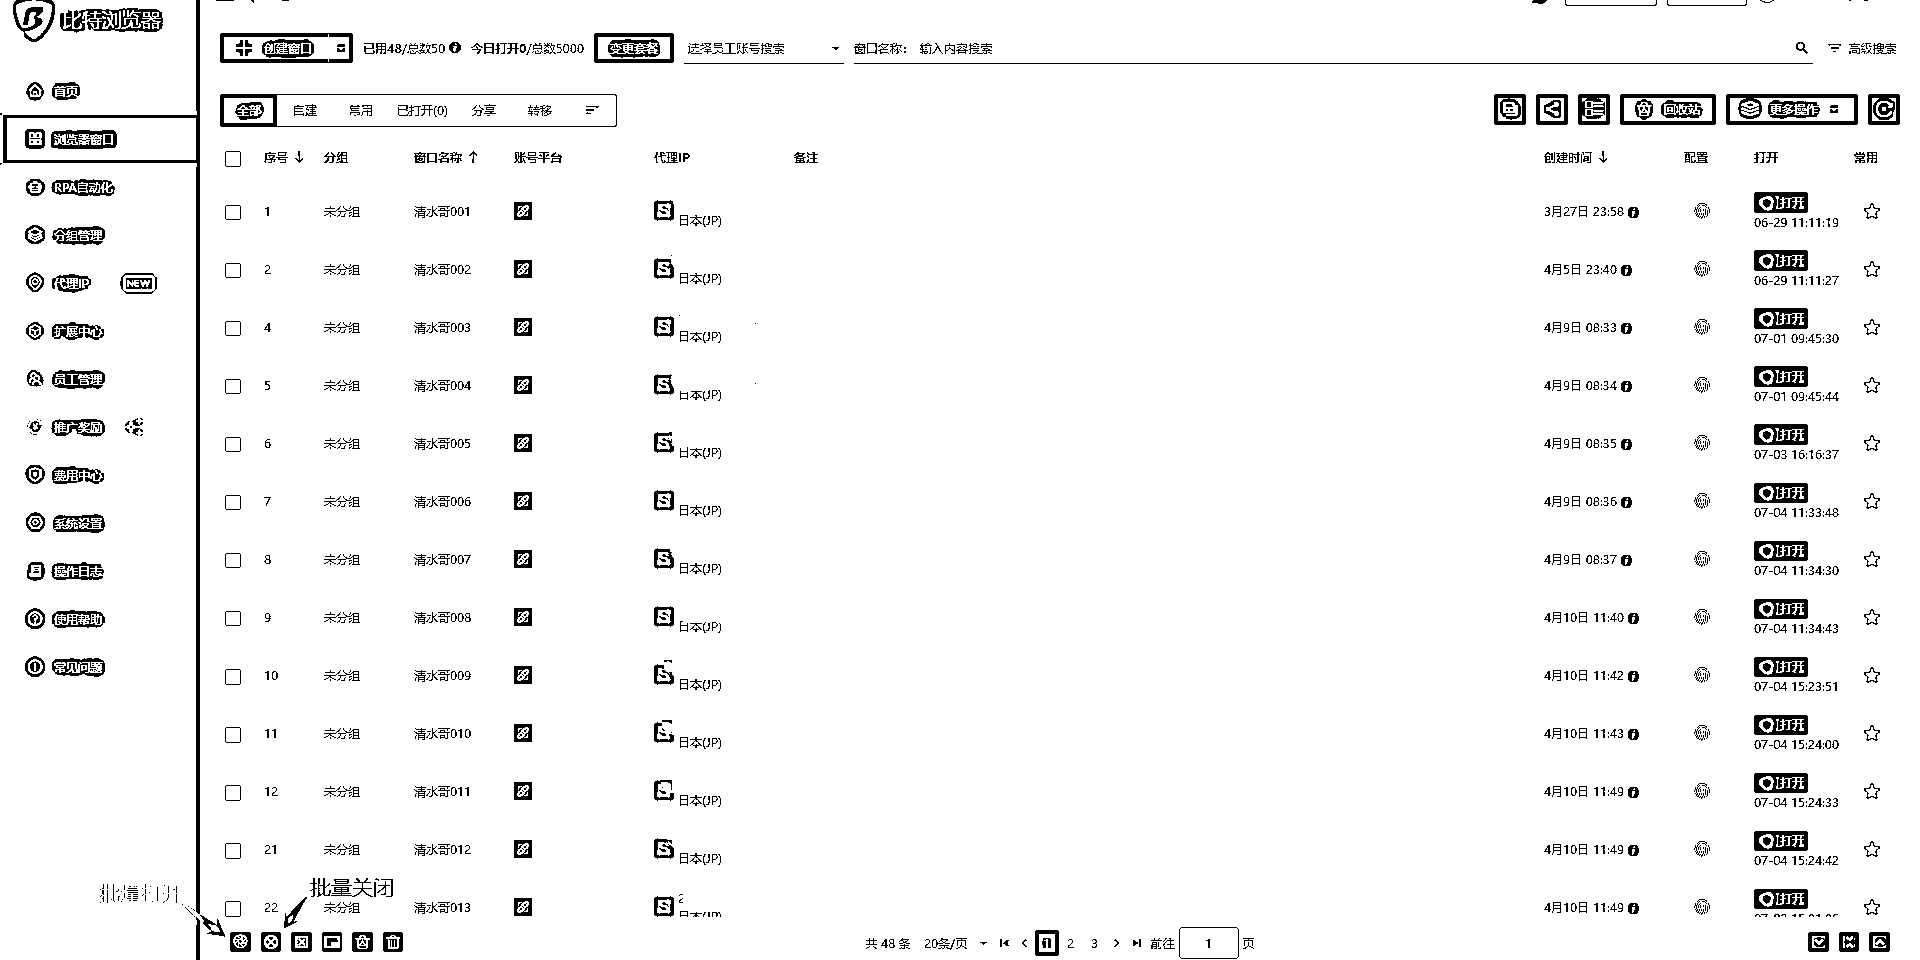 比特浏览器
创建窗口 已用48/总数50 今日打开0/总数5000 变更套餐 选择员工账号搜索 窗口名称: 输入内容搜索 高级搜索
首页
浏览器窗口
RPA自动化
分组管理
代理IP NEW
扩展中心
员工管理
推广奖励
费用中心
系统设置
操作日志
使用帮助
常见问题
全部 自建 常用 已打开(0) 分享 转移 回收站 更多操作
序号 分组 窗口名称 账号平台 代理IP 备注 创建时间 配置 打开 常用
1 未分组 清水哥001 S 日本(JP) 3月27日 23:58 打开
06-29 11:11:19
2 未分组 清水哥002 S 日本(JP) 4月5日 23:40 打开
06-29 11:11:27
4 未分组 清水哥003 S 日本(JP) 4月9日 08:33 打开
07-01 09:45:30
5 未分组 清水哥004 S 日本(JP) 4月9日 08:34 打开
07-01 09:45:44
6 未分组 清水哥005 S 日本(JP) 4月9日 08:35 打开
07-03 16:16:37
7 未分组 清水哥006 S 日本(JP) 4月9日 08:36 打开
07-04 11:33:48
8 未分组 清水哥007 S 日本(JP) 4月9日 08:37 打开
07-04 11:34:30
9 未分组 清水哥008 S 日本(JP) 4月10日 11:40 打开
07-04 11:34:43
10 未分组 清水哥009 S 日本(JP) 4月10日 11:42 打开
07-04 15:23:51
11 未分组 清水哥010 S 日本(JP) 4月10日 11:43 打开
07-04 15:24:00
12 未分组 清水哥011 S 日本(JP) 4月10日 11:49 打开
07-04 15:24:33
21 未分组 清水哥012 S 日本(JP) 4月10日 11:49 打开
07-04 15:24:42
批量打开 批量关闭
22 未分组 清水哥013 S 日本(JP) 4月10日 11:49 打开
共 48 条 20条/页 1 2 3 前往 1 页